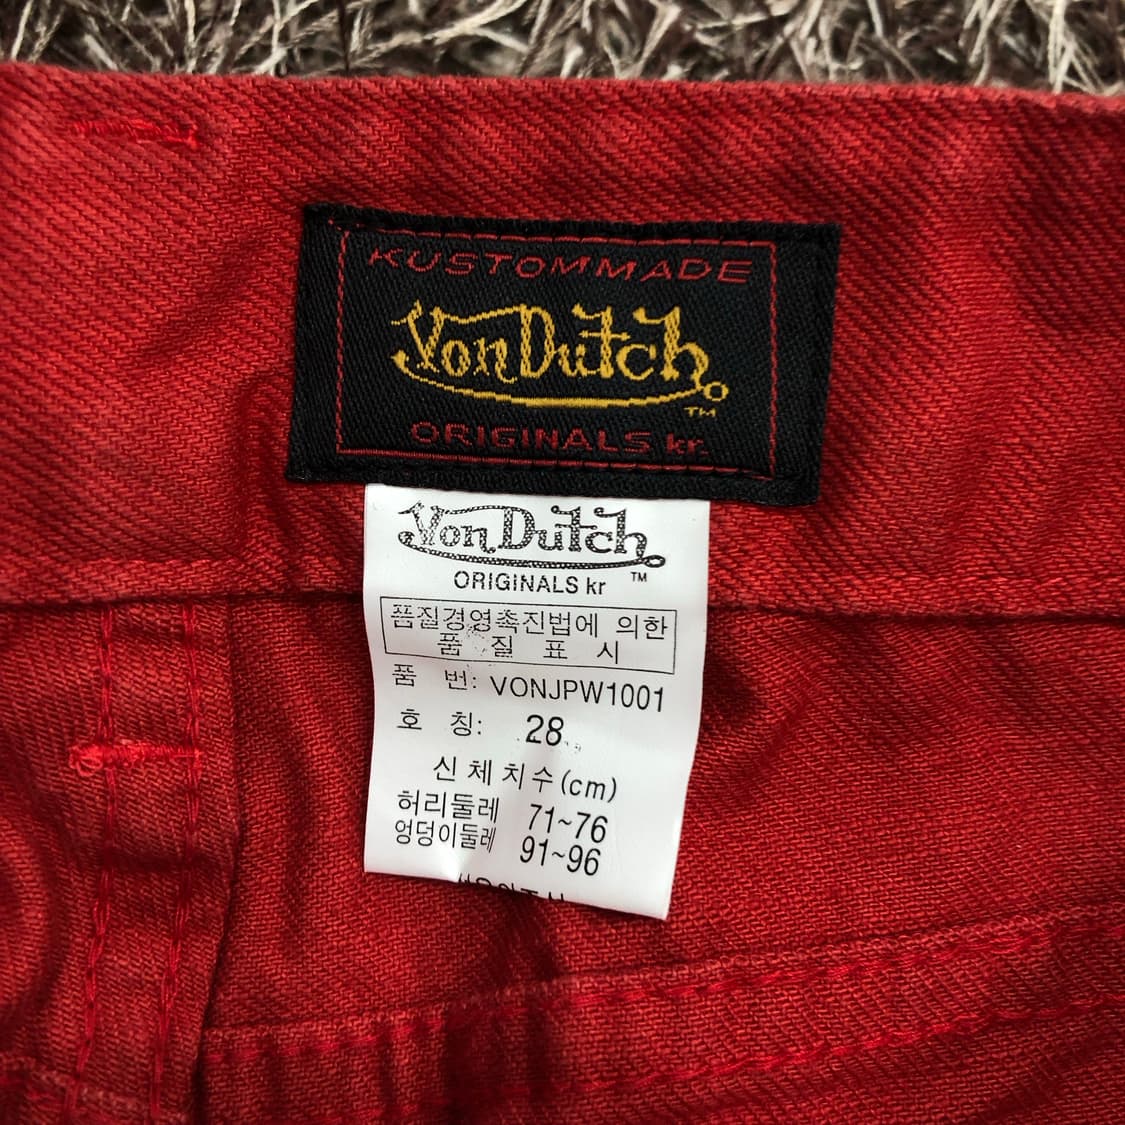 KUSTOMMADE
Von Dutch
TM
ORIGINALS kr.
Von Dutch
ORIGINALS kr TM
품질경영촉진법에 의한
품 질 표 시
품 번: VONJPW1001
호 칭: 28
신체치수(cm)
허리둘레 71~76
엉덩이둘레 91~96